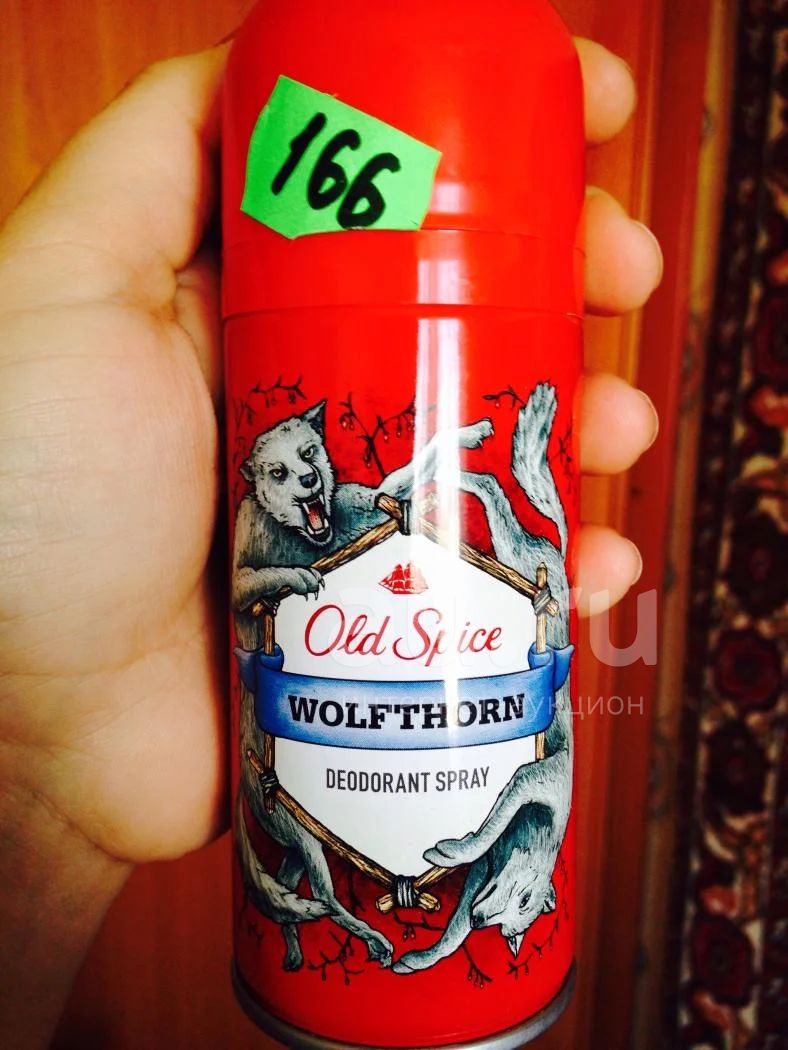 166
Old Spice
WOLFTHORN
DEODORANT SPRAY